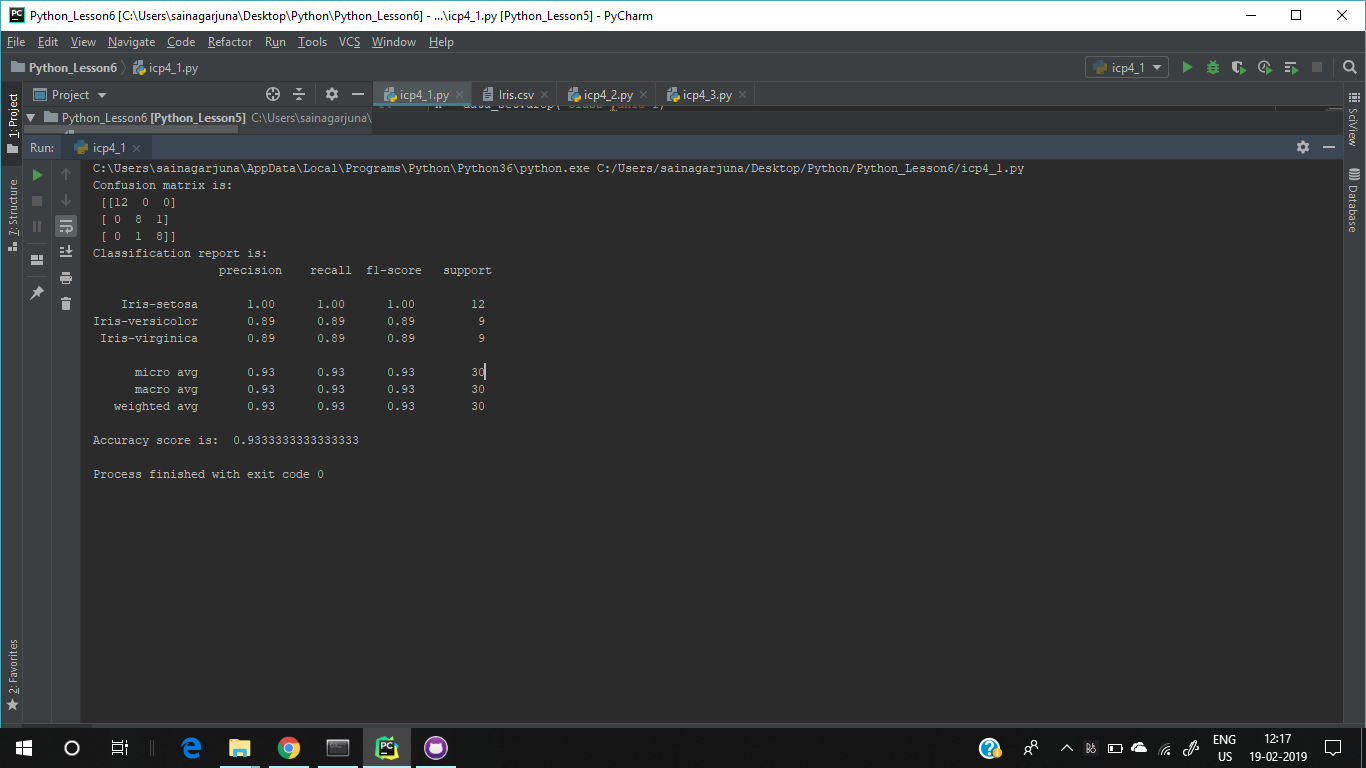 Python_Lesson6 [C:\Users\sainagarjuna\Desktop\Python\Python_Lesson6] - ...\icp4_1.py [Python_Lesson5] - PyCharm
File Edit View Navigate Code Refactor Run Tools VCS Window Help
Python_Lesson6 icp4_1.py icp4_1
Project icp4_1.py Iris.csv icp4_2.py icp4_3.py
Python_Lesson6 [Python_Lesson5] C:\Users\sainagarjuna\
1: Project
7: Structure
2: Favorites
SciView
Database
Run: icp4_1
C:\Users\sainagarjuna\AppData\Local\Programs\Python\Python36\python.exe C:/Users/sainagarjuna/Desktop/Python/Python_Lesson6/icp4_1.py
Confusion matrix is:
[[12 0 0]
[ 0 8 1]
[ 0 1 8]]
Classification report is:
precision recall f1-score support
Iris-setosa 1.00 1.00 1.00 12
Iris-versicolor 0.89 0.89 0.89 9
Iris-virginica 0.89 0.89 0.89 9
micro avg 0.93 0.93 0.93 30
macro avg 0.93 0.93 0.93 30
weighted avg 0.93 0.93 0.93 30
Accuracy score is: 0.9333333333333333
Process finished with exit code 0
PC
ENG
US
12:17
19-02-2019